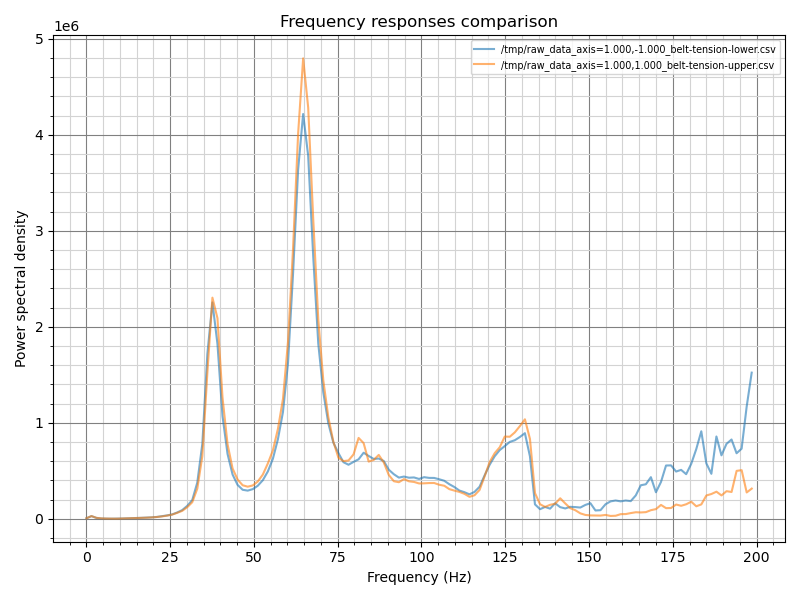 Frequency responses comparison
1e6
/tmp/raw_data_axis=1.000,-1.000_belt-tension-lower.csv
/tmp/raw_data_axis=1.000,1.000_belt-tension-upper.csv
5
4
3
2
1
0
Power spectral density
0 25 50 75 100 125 150 175 200
Frequency (Hz)